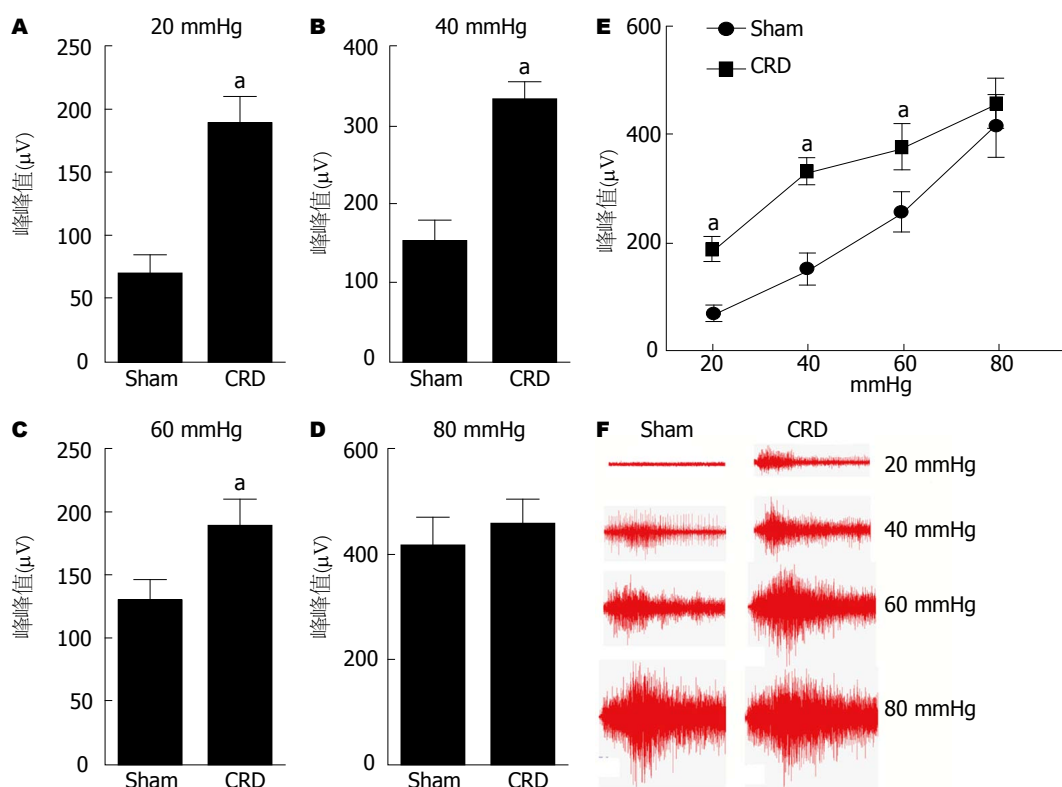 A
20 mmHg
峰峰值(μV)
250
200
150
100
50
0
a
Sham
CRD
B
40 mmHg
峰峰值(μV)
400
300
200
100
0
a
Sham
CRD
E
Sham
CRD
峰峰值(μV)
600
400
200
0
a
a
a
20
40
60
80
mmHg
C
60 mmHg
峰峰值(μV)
250
200
150
100
50
0
a
Sham
CRD
D
80 mmHg
峰峰值(μV)
600
400
200
0
Sham
CRD
F
Sham
CRD
20 mmHg
40 mmHg
60 mmHg
80 mmHg